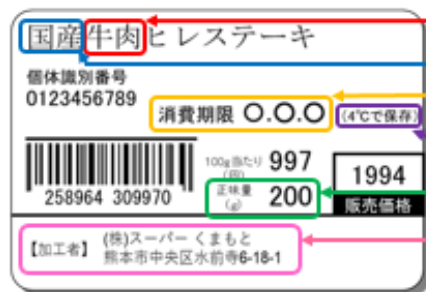 国産牛肉ヒレステーキ
個体識別番号
0123456789
消費期限 〇.〇.〇 (4℃で保存)
100g当たり(円) 997
正味量(g) 200
1994
販売価格
258964 309970
【加工者】 (株)スーパー くまもと
熊本市中央区水前寺6-18-1